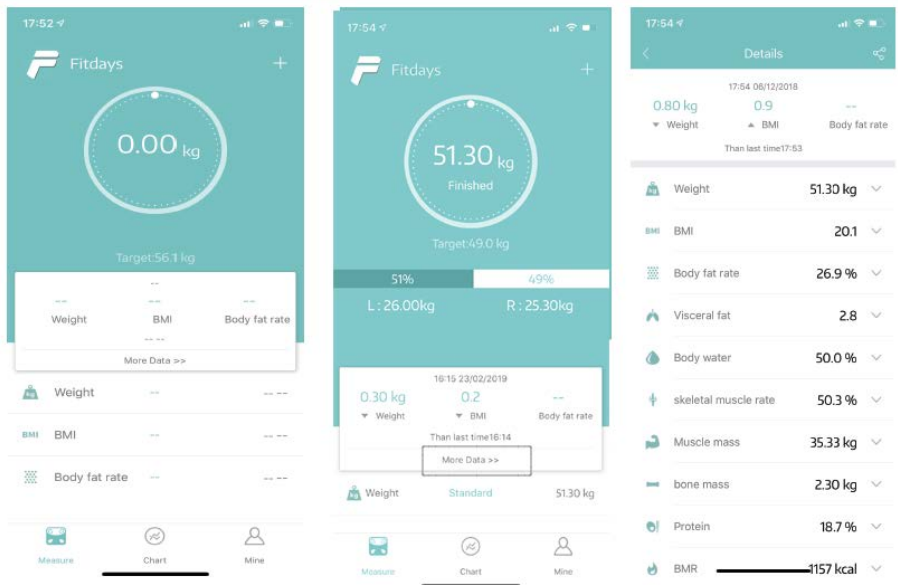 17:52
Fitdays
+
0.00 kg
Target:56.1 kg
--
-- -- --
Weight BMI Body fat rate
-- --
More Data >>
Weight -- -- --
BMI BMI -- -- --
Body fat rate -- -- --
Measure Chart Mine
17:54
Fitdays
+
51.30 kg
Finished
Target:49.0 kg
51% 49%
L : 26.00kg R : 25.30kg
16:15 23/02/2019
0.30 kg 0.2 --
Weight BMI Body fat rate
Than last time16:14
More Data >>
Weight Standard 51.30 kg
Measure Chart Mine
17:54
Details
17:54 06/12/2018
0.80 kg 0.9 --
Weight BMI Body fat rate
Than last time17:53
kg Weight 51.30 kg
BMI BMI 20.1
Body fat rate 26.9 %
Visceral fat 2.8
Body water 50.0 %
skeletal muscle rate 50.3 %
Muscle mass 35.33 kg
bone mass 2.30 kg
Protein 18.7 %
BMR 1157 kcal